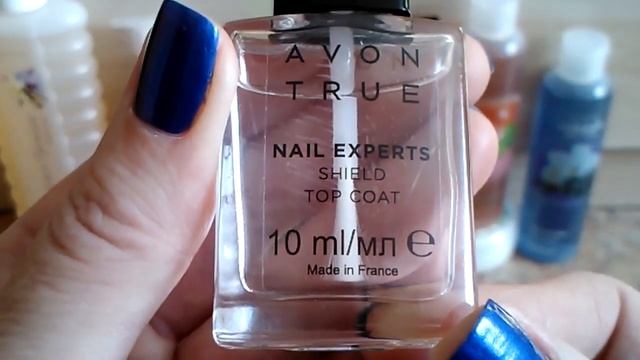 AVON
TRUE
NAIL EXPERTS
SHIELD
TOP COAT
10 ml/мл ℮
Made in France